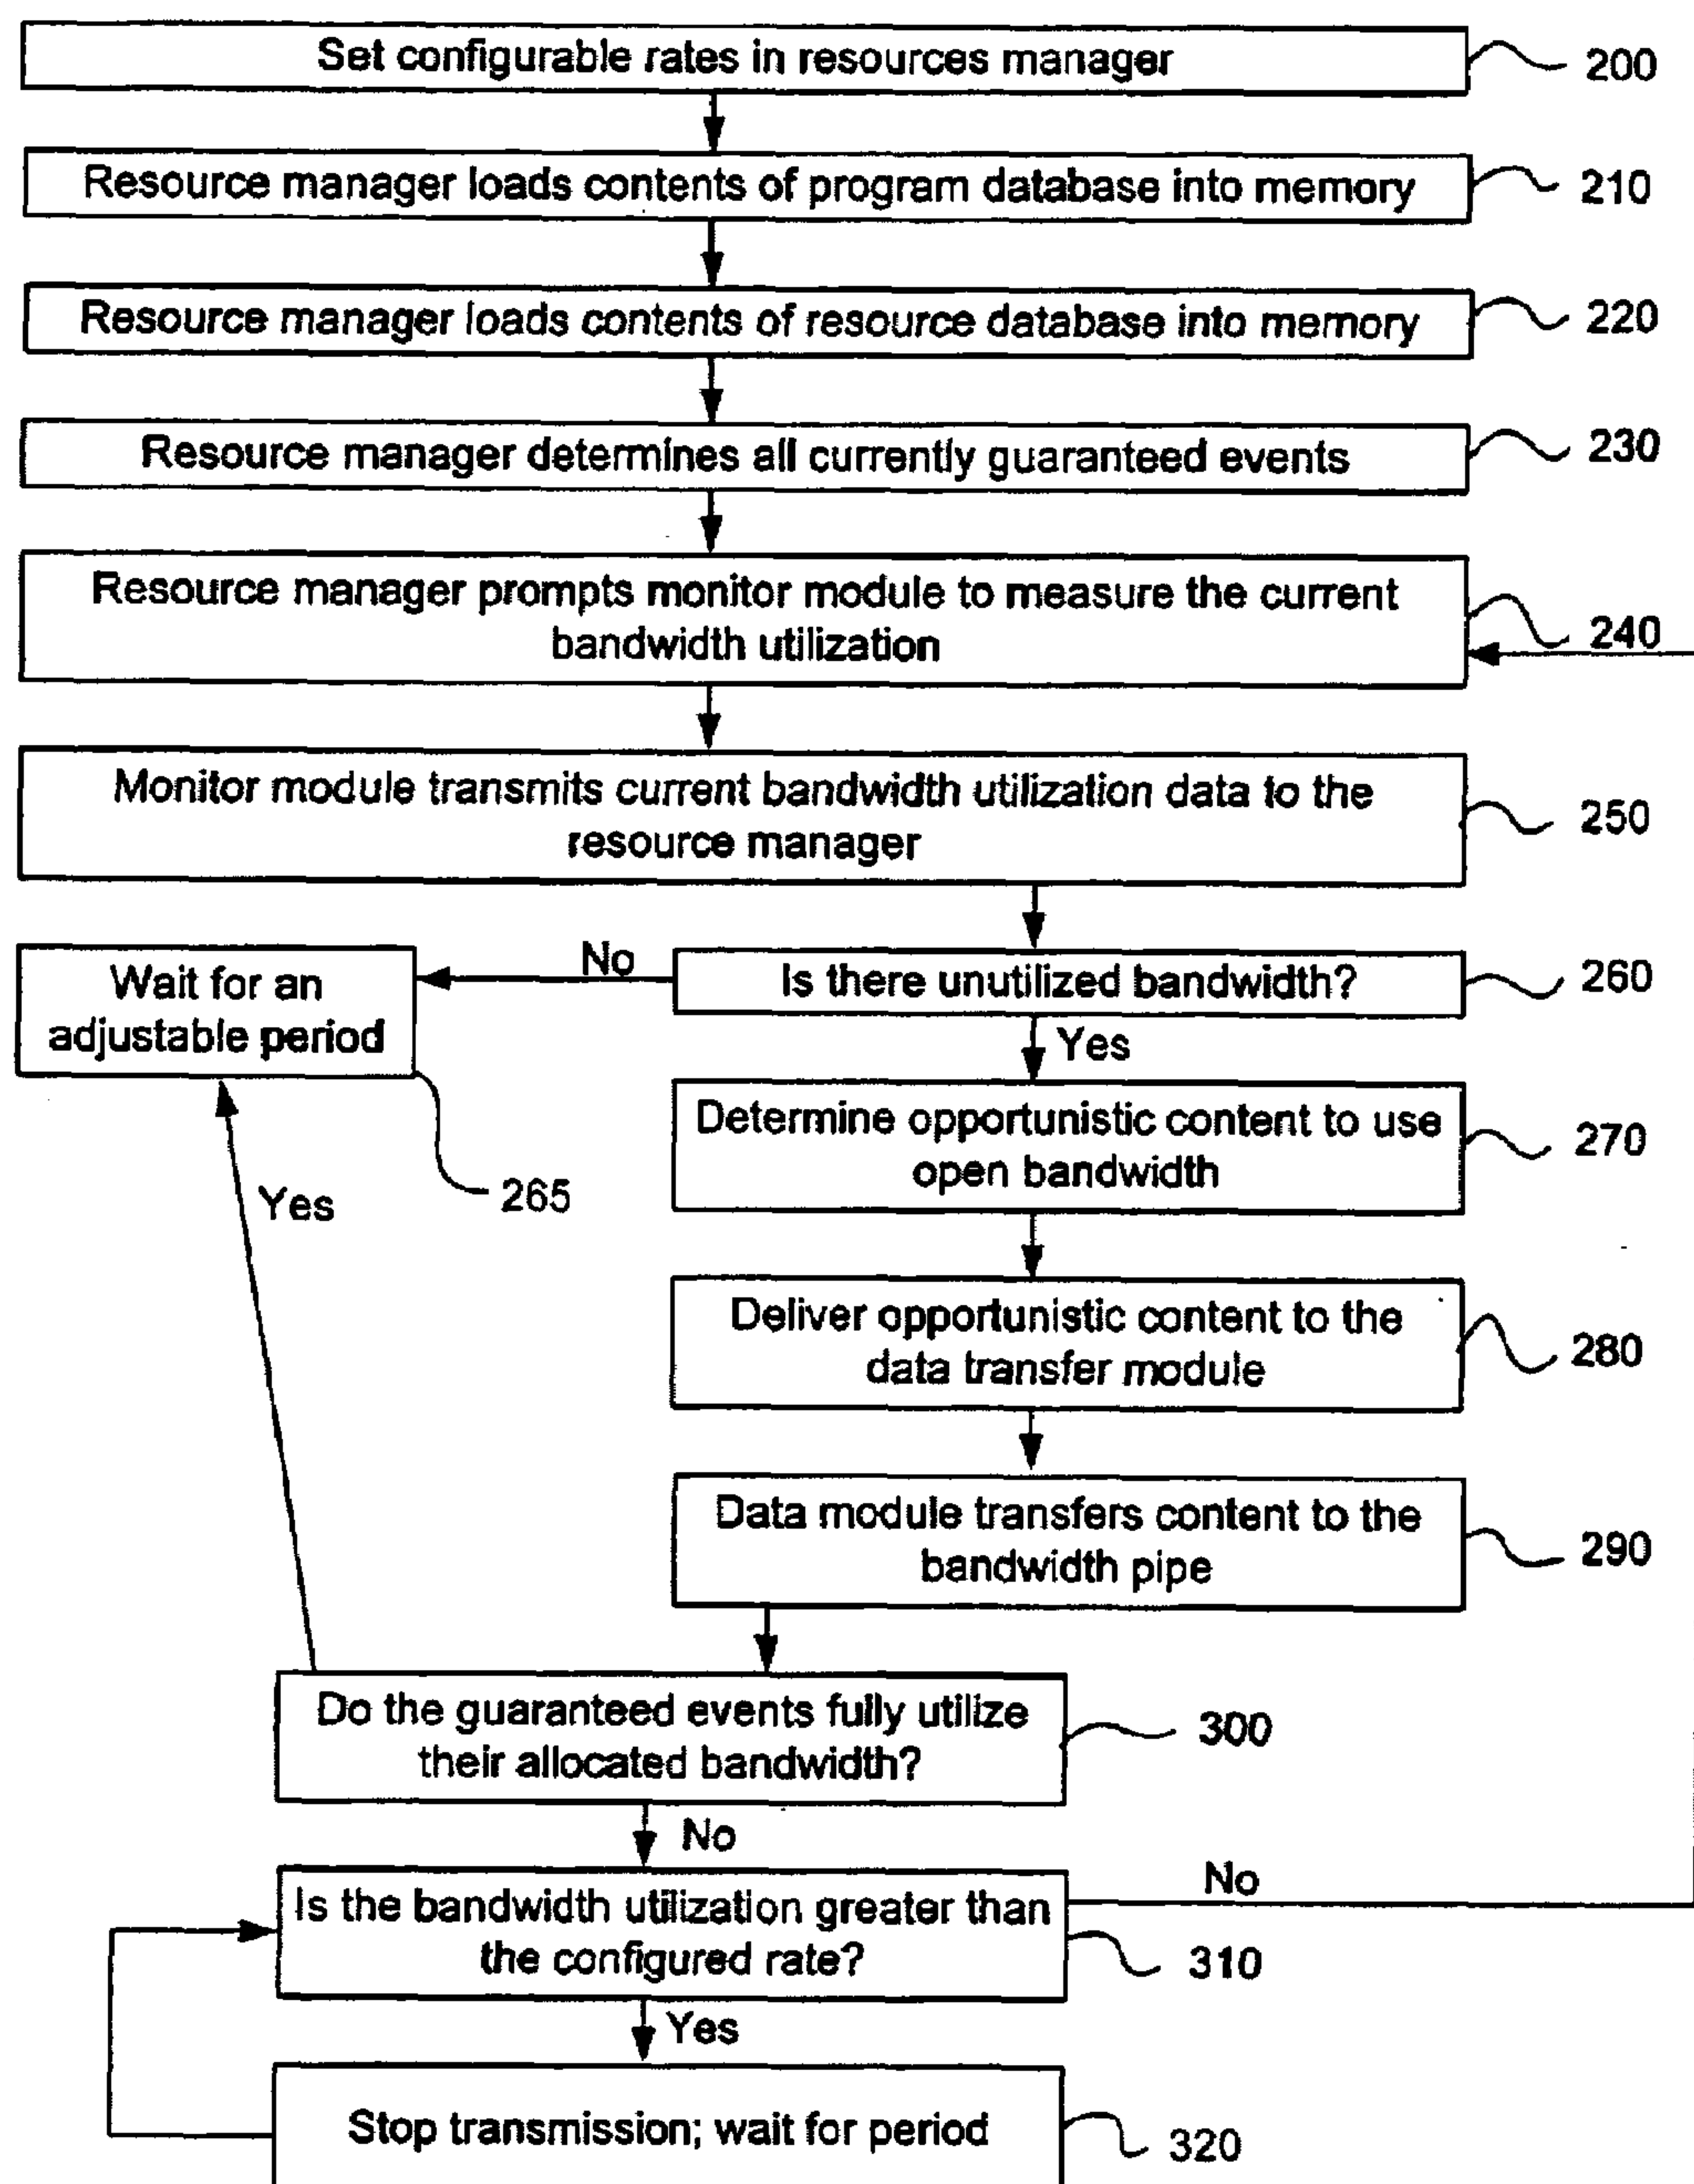 Set configurable rates in resources manager
200
Resource manager loads contents of program database into memory
210
Resource manager loads contents of resource database into memory
220
Resource manager determines all currently guaranteed events
230
Resource manager prompts monitor module to measure the current
bandwidth utilization
240
Monitor module transmits current bandwidth utilization data to the
resource manager
250
Wait for an
adjustable period
265
No
Is there unutilized bandwidth?
260
Yes
Determine opportunistic content to use
open bandwidth
270
Deliver opportunistic content to the
data transfer module
280
Data module transfers content to the
bandwidth pipe
290
Yes
Do the guaranteed events fully utilize
their allocated bandwidth?
300
No
Is the bandwidth utilization greater than
the configured rate?
310
No
Yes
Stop transmission; wait for period
320